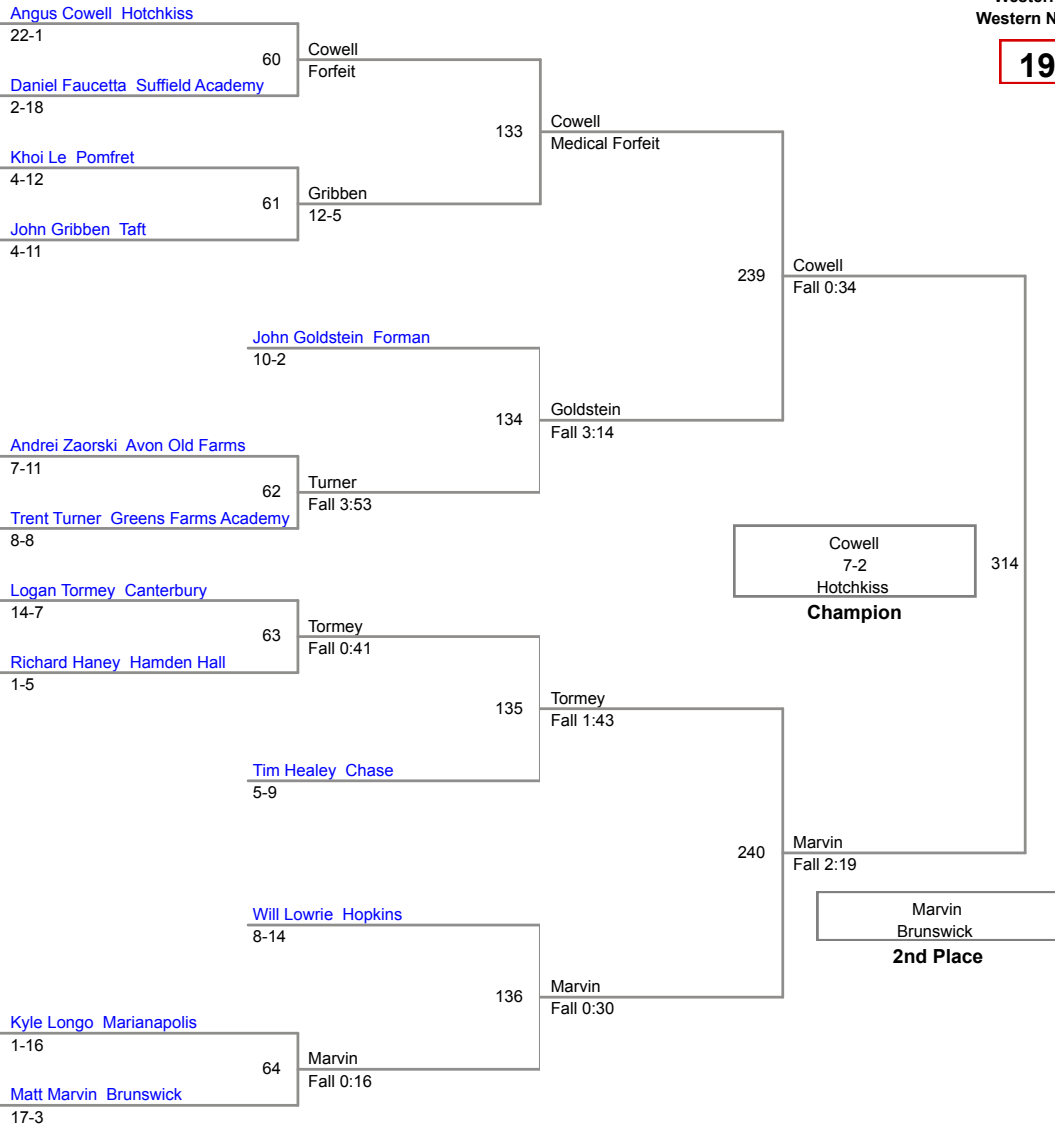 Western
Western N
19
Angus Cowell Hotchkiss
22-1
60
Cowell
Forfeit
Daniel Faucetta Suffield Academy
2-18
133
Cowell
Medical Forfeit
Khoi Le Pomfret
4-12
61
Gribben
12-5
John Gribben Taft
4-11
239
Cowell
Fall 0:34
John Goldstein Forman
10-2
134
Goldstein
Fall 3:14
Andrei Zaorski Avon Old Farms
7-11
62
Turner
Fall 3:53
Trent Turner Greens Farms Academy
8-8
Cowell
7-2
Hotchkiss
Champion
314
Logan Tormey Canterbury
14-7
63
Tormey
Fall 0:41
Richard Haney Hamden Hall
1-5
135
Tormey
Fall 1:43
Tim Healey Chase
5-9
240
Marvin
Fall 2:19
Marvin
Brunswick
2nd Place
Will Lowrie Hopkins
8-14
136
Marvin
Fall 0:30
Kyle Longo Marianapolis
1-16
64
Marvin
Fall 0:16
Matt Marvin Brunswick
17-3